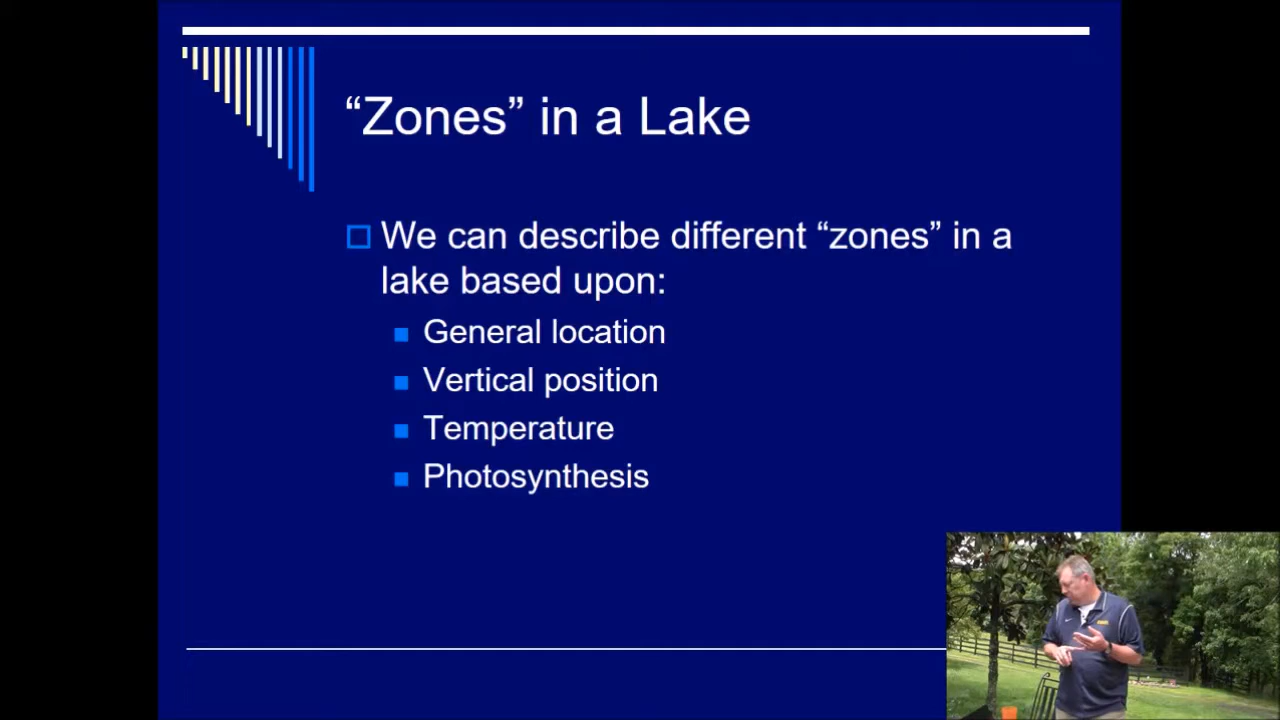 “Zones” in a Lake
We can describe different “zones” in a
lake based upon:
General location
Vertical position
Temperature
Photosynthesis